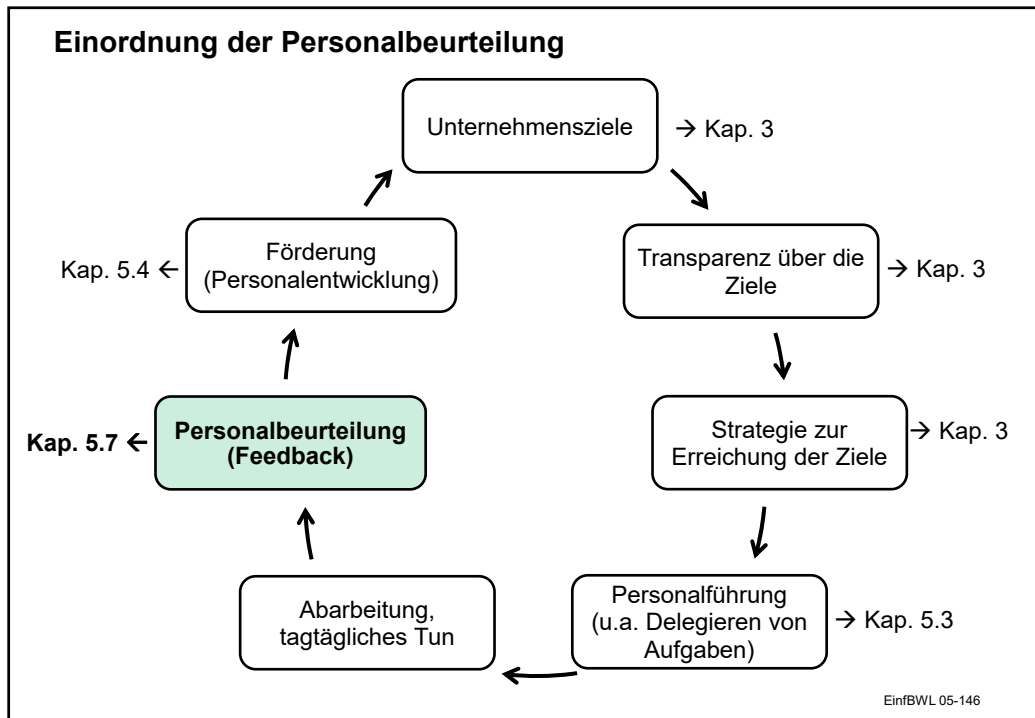 Einordnung der Personalbeurteilung
Unternehmensziele
→ Kap. 3
Transparenz über die
Ziele
→ Kap. 3
Strategie zur
Erreichung der Ziele
→ Kap. 3
Personalführung
(u.a. Delegieren von
Aufgaben)
→ Kap. 5.3
Abarbeitung,
tagtägliches Tun
Personalbeurteilung
(Feedback)
Kap. 5.7 ←
Förderung
(Personalentwicklung)
Kap. 5.4 ←
EinfBWL 05-146